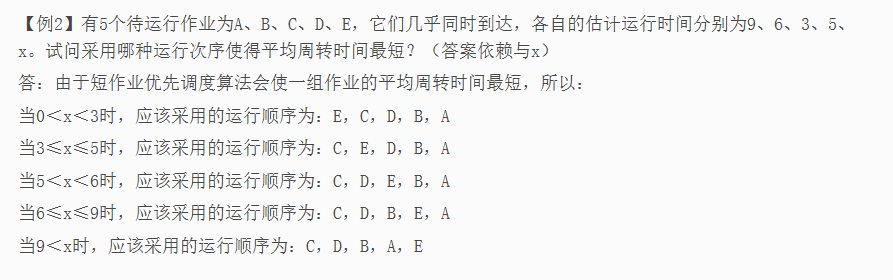 【例2】有5个待运行作业为A、B、C、D、E，它们几乎同时到达，各自的估计运行时间分别为9、6、3、5、
x。试问采用哪种运行次序使得平均周转时间最短？（答案依赖与x）
答：由于短作业优先调度算法会使一组作业的平均周转时间最短，所以：
当0＜x＜3时，应该采用的运行顺序为：E，C，D，B，A
当3≤x≤5时，应该采用的运行顺序为：C，E，D，B，A
当5＜x＜6时，应该采用的运行顺序为：C，D，E，B，A
当6≤x≤9时，应该采用的运行顺序为：C，D，B，E，A
当9＜x时，应该采用的运行顺序为：C，D，B，A，E